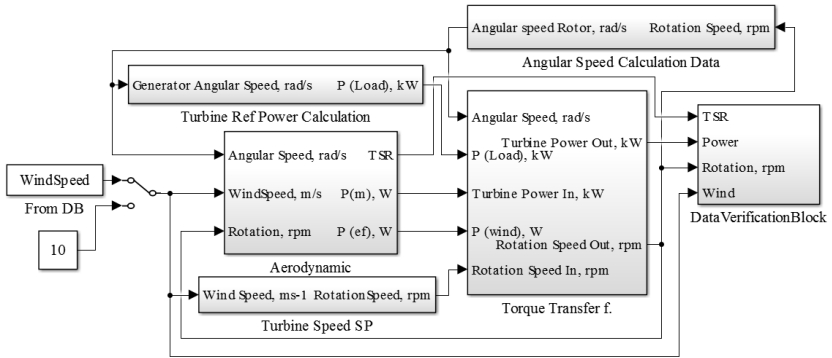 Angular speed Rotor, rad/s Rotation Speed, rpm
Angular Speed Calculation Data
Generator Angular Speed, rad/s P (Load), kW
Turbine Ref Power Calculation
Angular Speed, rad/s TSR
WindSpeed, m/s P(m), W
Rotation, rpm P (ef), W
Aerodynamic
WindSpeed
From DB
10
Wind Speed, ms-1 RotationSpeed, rpm
Turbine Speed SP
Angular Speed, rad/s
Turbine Power Out, kW
P (Load), kW
Turbine Power In, kW
P (wind), W
Rotation Speed Out, rpm
Rotation Speed In, rpm
Torque Transfer f.
TSR
Power
Rotation, rpm
Wind
DataVerificationBlock